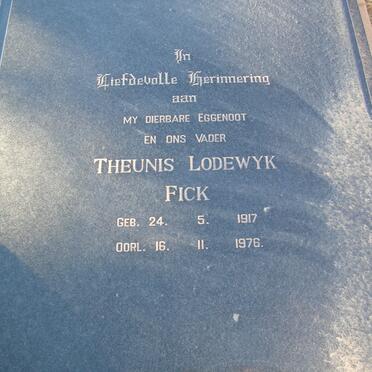 In
Liefdevolle Herinnering
aan
MY DIERBARE EGGENOOT
EN ONS VADER
THEUNIS LODEWYK
FICK
GEB. 24. 5. 1917
OORL. 16. 11. 1976.